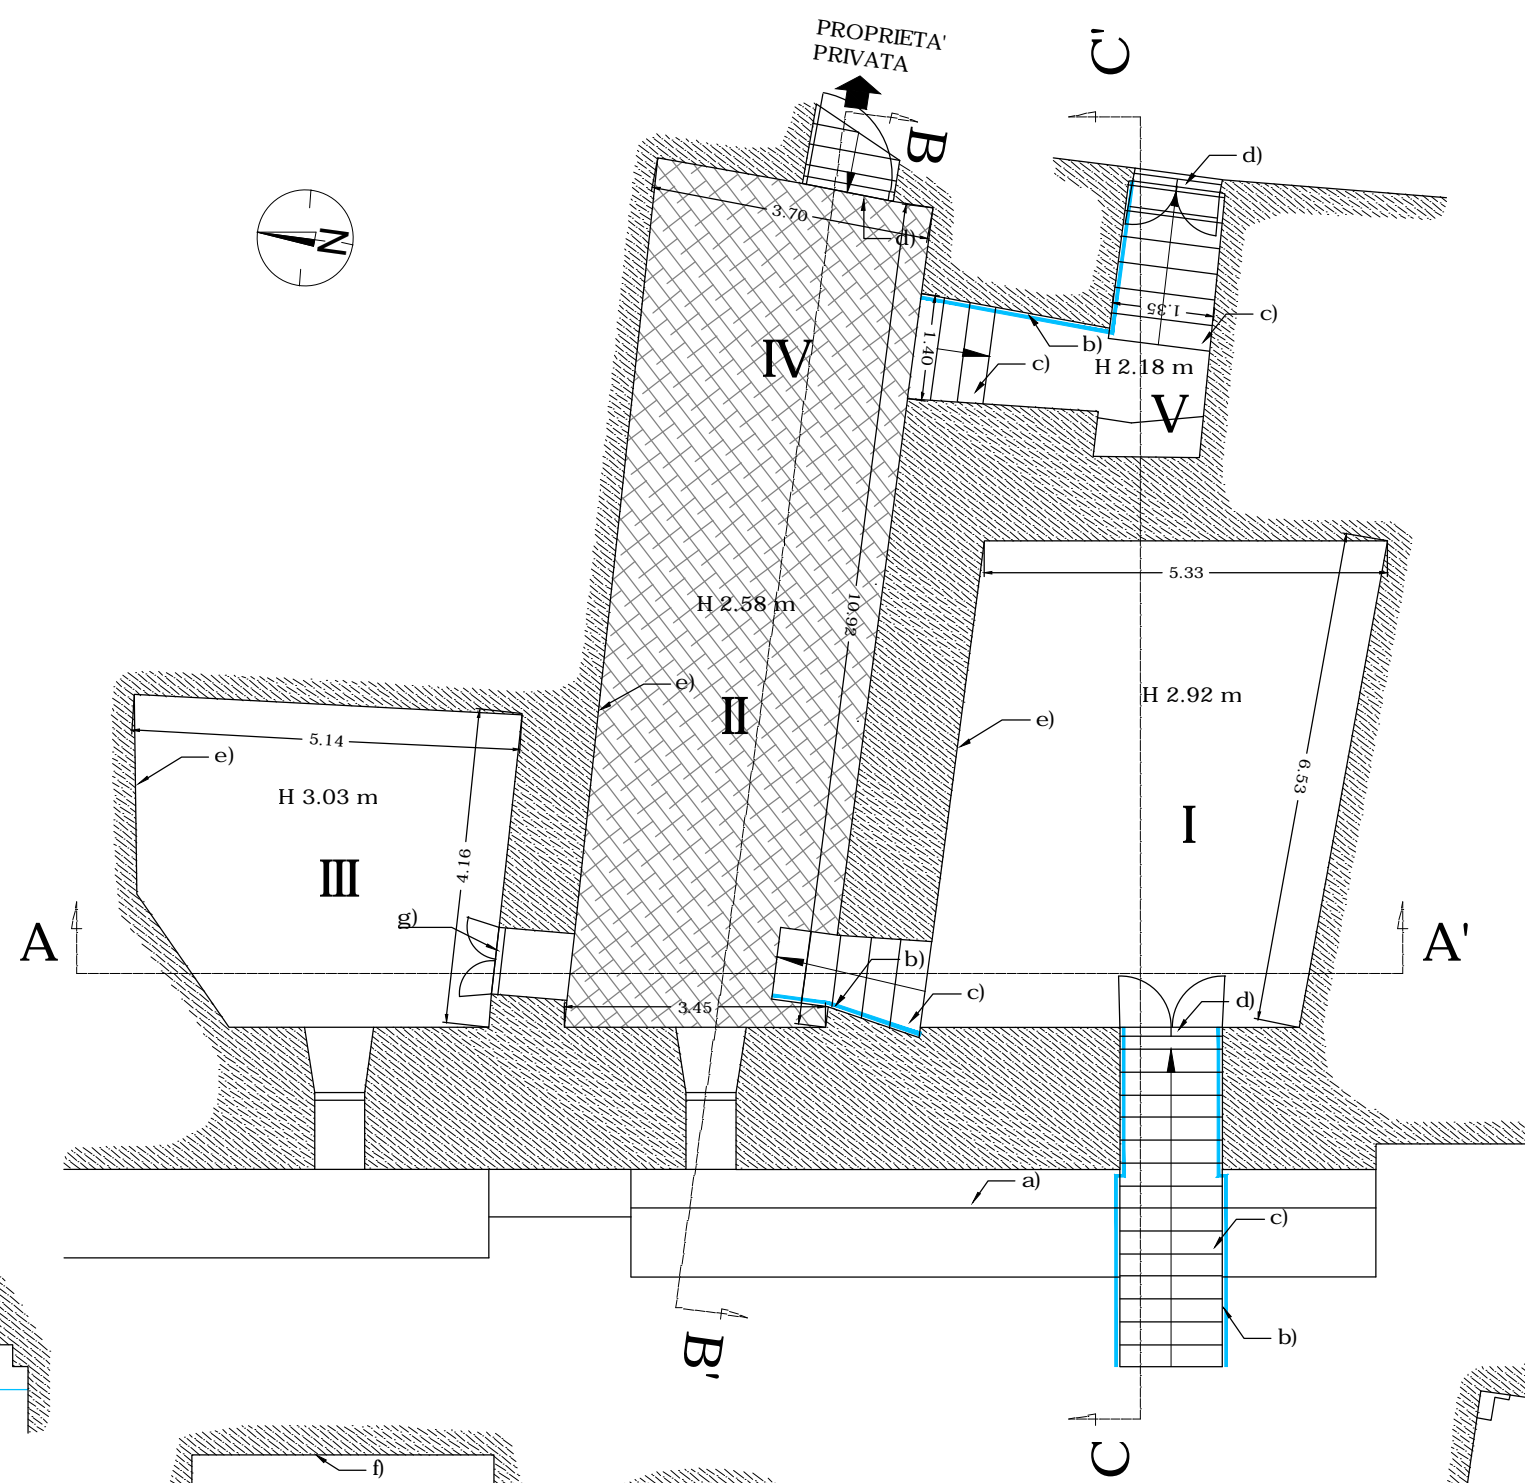 PROPRIETA'
PRIVATA
C"
B
d)
N
3.70
d)
1.35
c)
b)
1.40
c)
H 2.18 m
IV
V
5.33
10.92
H 2.58 m
e)
II
e)
H 2.92 m
5.14
e)
6.53
H 3.03 m
I
4.16
III
g)
A
A'
b)
c)
d)
3.45
a)
c)
b)
B'
C
f)